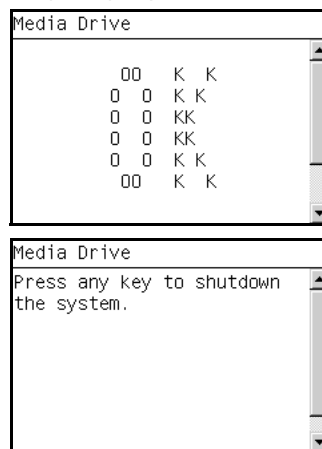 Media Drive
OO K K
O O K K
O O KK
O O KK
O O K K
OO K K
Media Drive
Press any key to shutdown
the system.